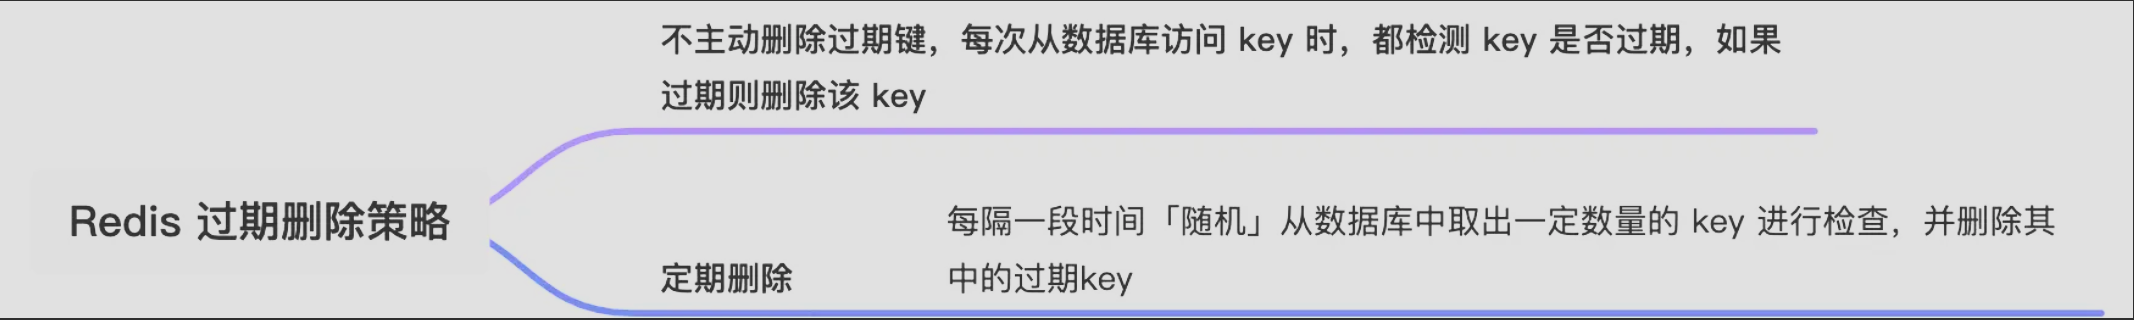 不主动删除过期键，每次从数据库访问 key 时，都检测 key 是否过期，如果
过期则删除该 key
Redis 过期删除策略
每隔一段时间「随机」从数据库中取出一定数量的 key 进行检查，并删除其
定期删除
中的过期key